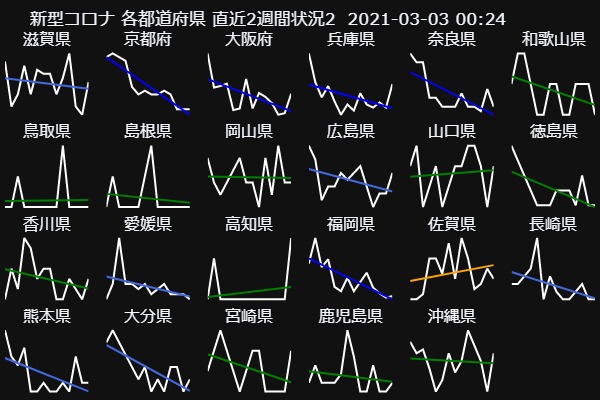 新型コロナ 各都道府県 直近2週間状況2 2021-03-03 00:24
滋賀県 京都府 大阪府 兵庫県 奈良県 和歌山県
鳥取県 島根県 岡山県 広島県 山口県 徳島県
香川県 愛媛県 高知県 福岡県 佐賀県 長崎県
熊本県 大分県 宮崎県 鹿児島県 沖縄県